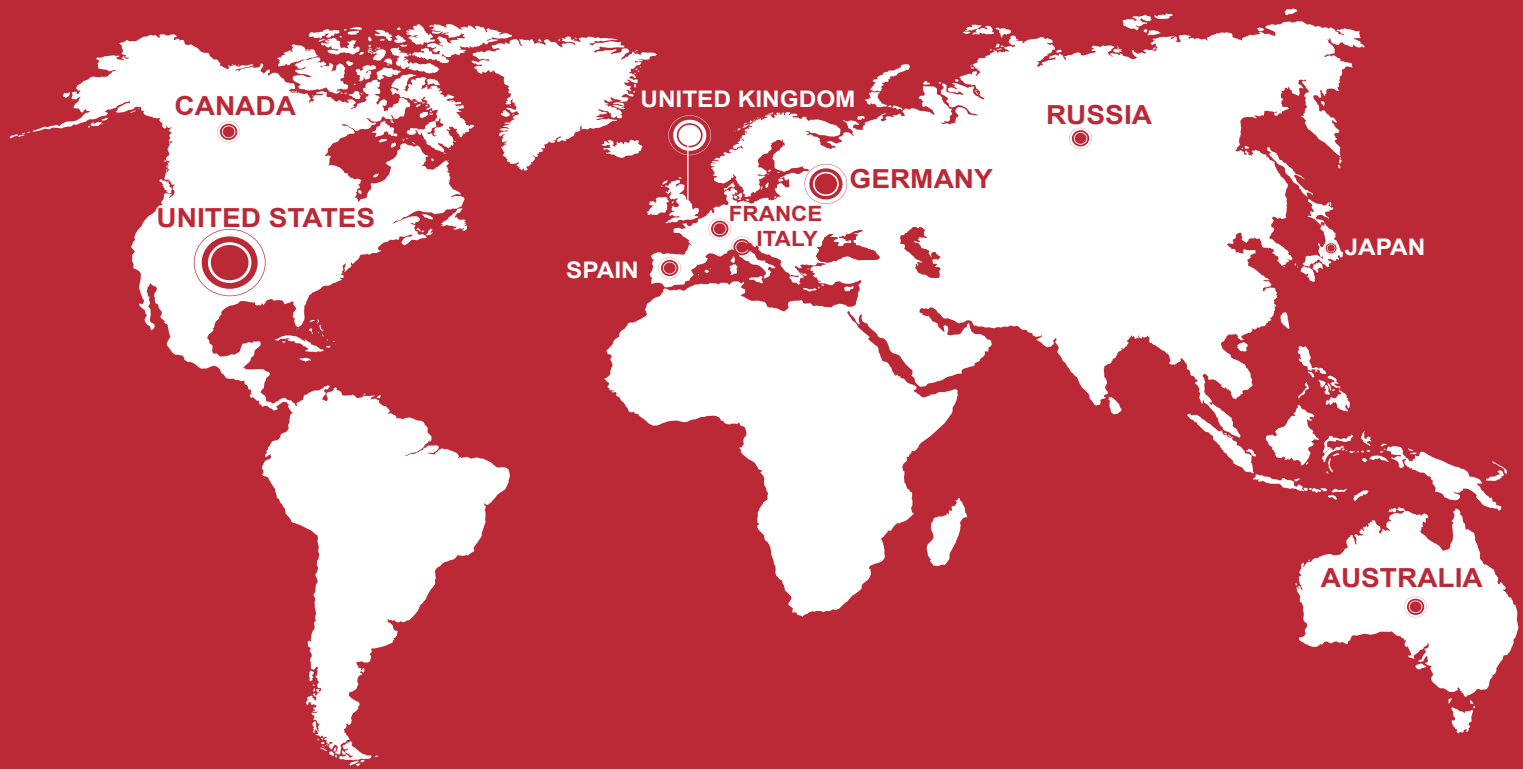 UNITED KINGDOM
CANADA
RUSSIA
GERMANY
UNITED STATES
FRANCE
ITALY
JAPAN
SPAIN
AUSTRALIA